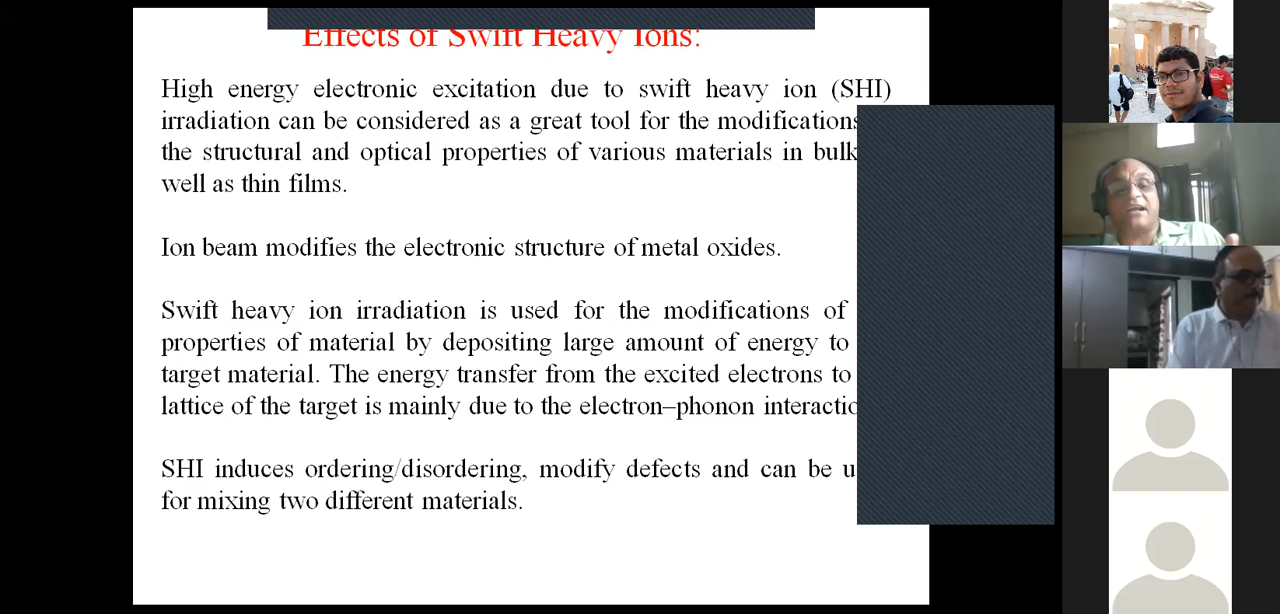 Effects of Swift Heavy Ions:
High energy electronic excitation due to swift heavy ion (SHI)
irradiation can be considered as a great tool for the modifications
the structural and optical properties of various materials in bulk
well as thin films.
Ion beam modifies the electronic structure of metal oxides.
Swift heavy ion irradiation is used for the modifications of
properties of material by depositing large amount of energy to
target material. The energy transfer from the excited electrons to
lattice of the target is mainly due to the electron–phonon
SHI induces ordering/disordering, modify defects and can be
for mixing two different materials.